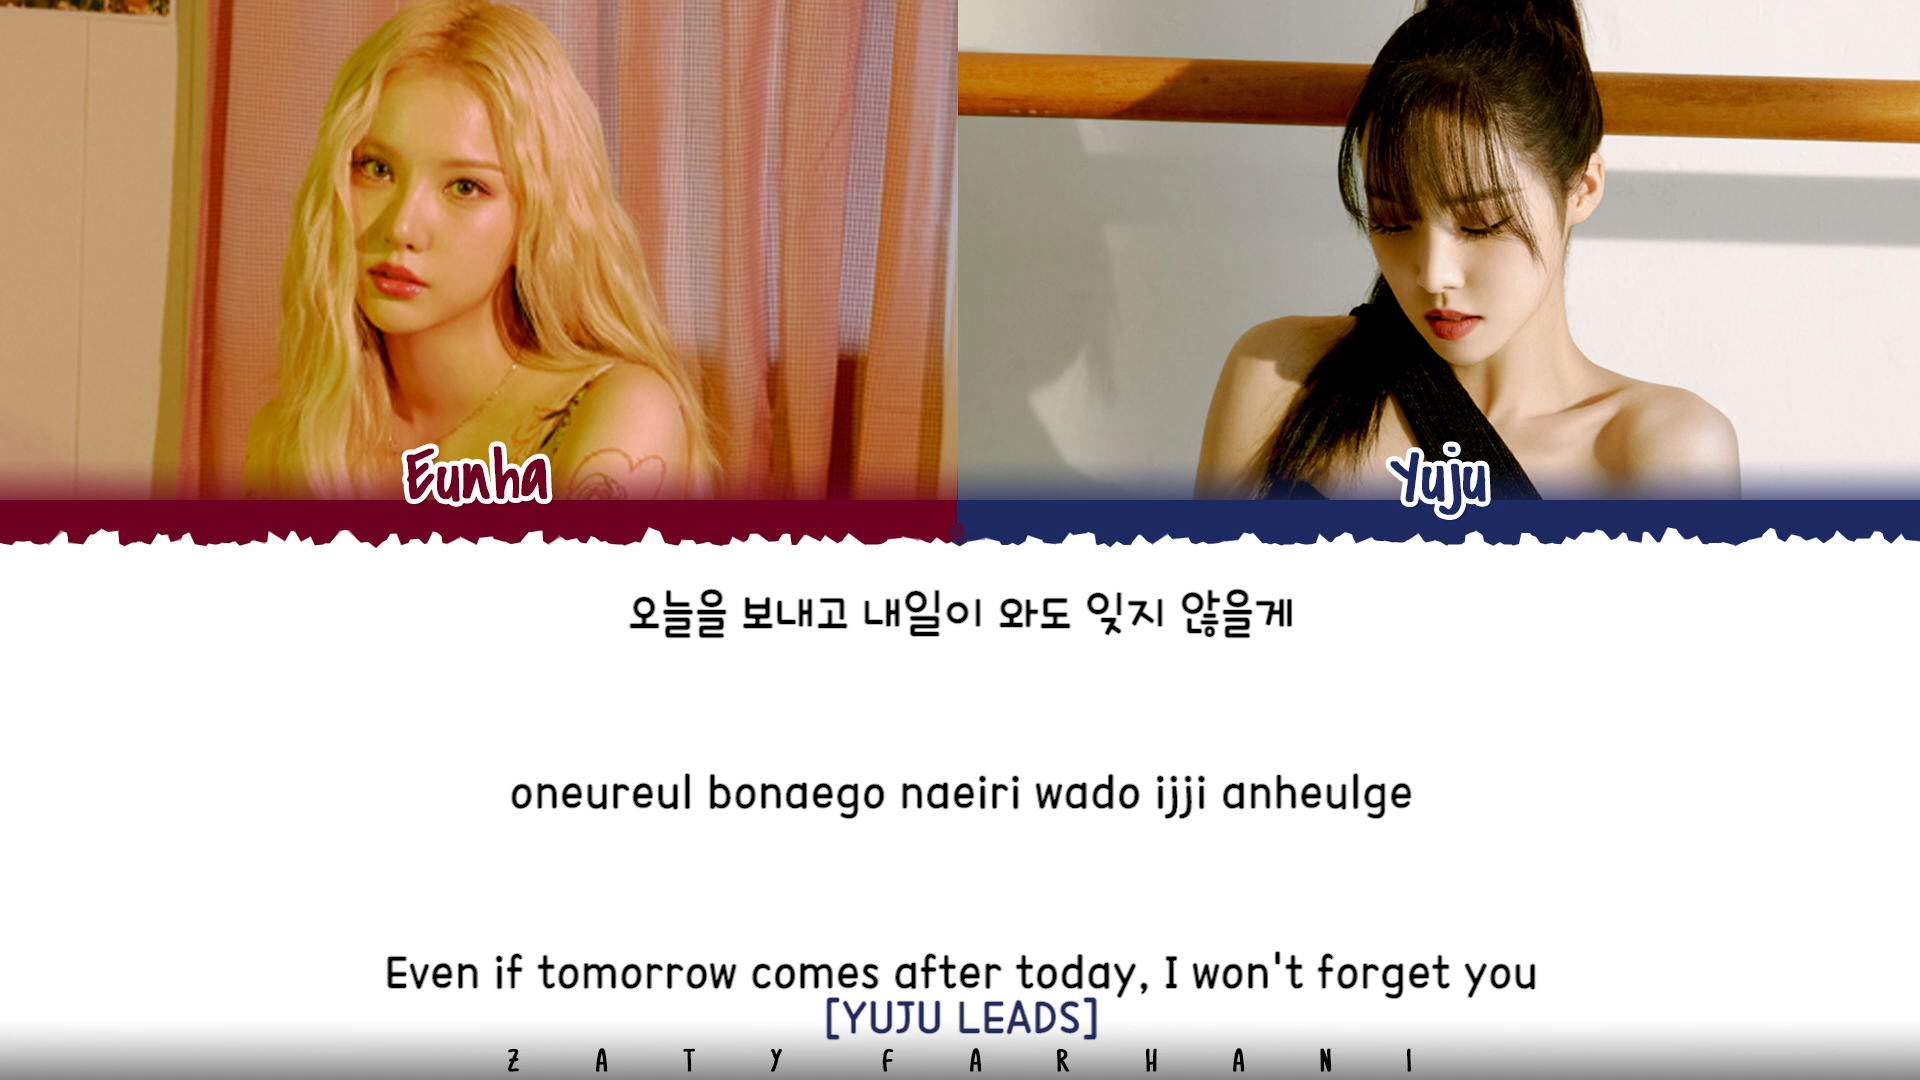 Eunha
Yuju
오늘을 보내고 내일이 와도 잊지 않을게
oneureul bonaego naeiri wado ijji anheulge
Even if tomorrow comes after today, I won't forget you
[YUJU LEADS]
Z A T Y F A R H A N I